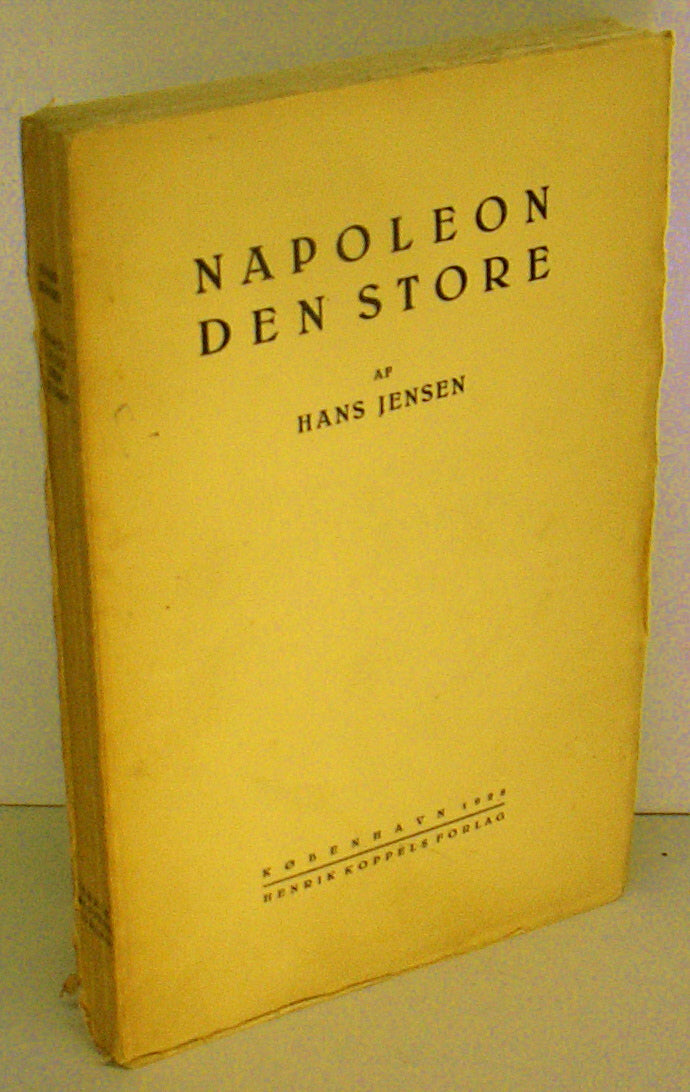 NAPOLEON
DEN STORE
AF
HANS JENSEN
KØBENHAVN 1928
HENRIK KOPPELS FORLAG